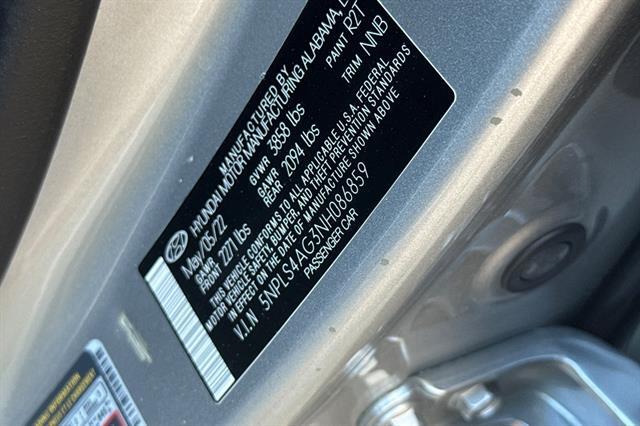 MANUFACTURED BY
HYUNDAI MOTOR MANUFACTURING ALABAMA,
May/05/22
GVWR 3858 lbs
PAINT R2T
GAWR FRONT 2271 lbs
GAWR REAR 2094 lbs
TRIM NNB
THIS VEHICLE CONFORMS TO ALL APPLICABLE U.S.A. FEDERAL
MOTOR VEHICLE SAFETY, BUMPER, AND THEFT PREVENTION STANDARDS
IN EFFECT ON THE DATE OF MANUFACTURE SHOWN ABOVE
V.I.N 5NPLS4AG3NH086859
PASSENGER CAR